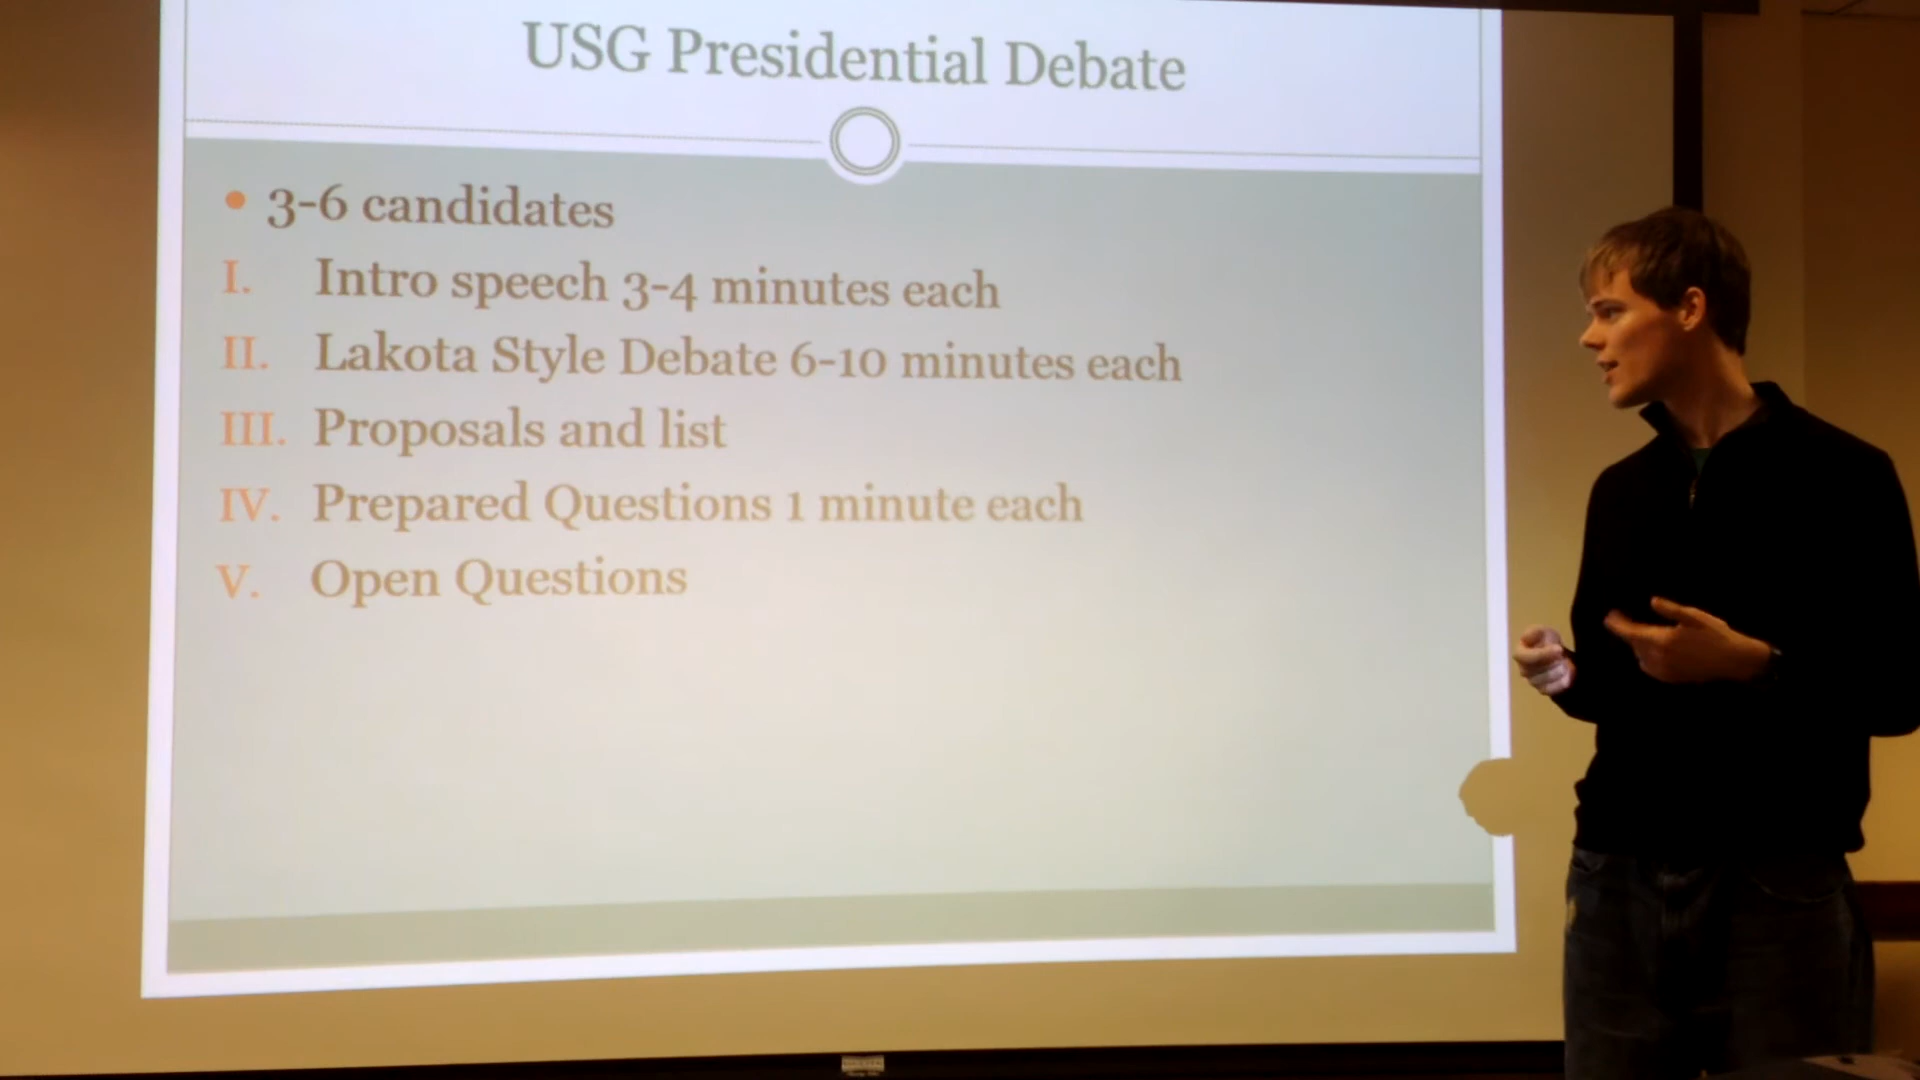 USG Presidential Debate
• 3-6 candidates
I. Intro speech 3-4 minutes each
II. Lakota Style Debate 6-10 minutes each
III. Proposals and list
IV. Prepared Questions 1 minute each
V. Open Questions